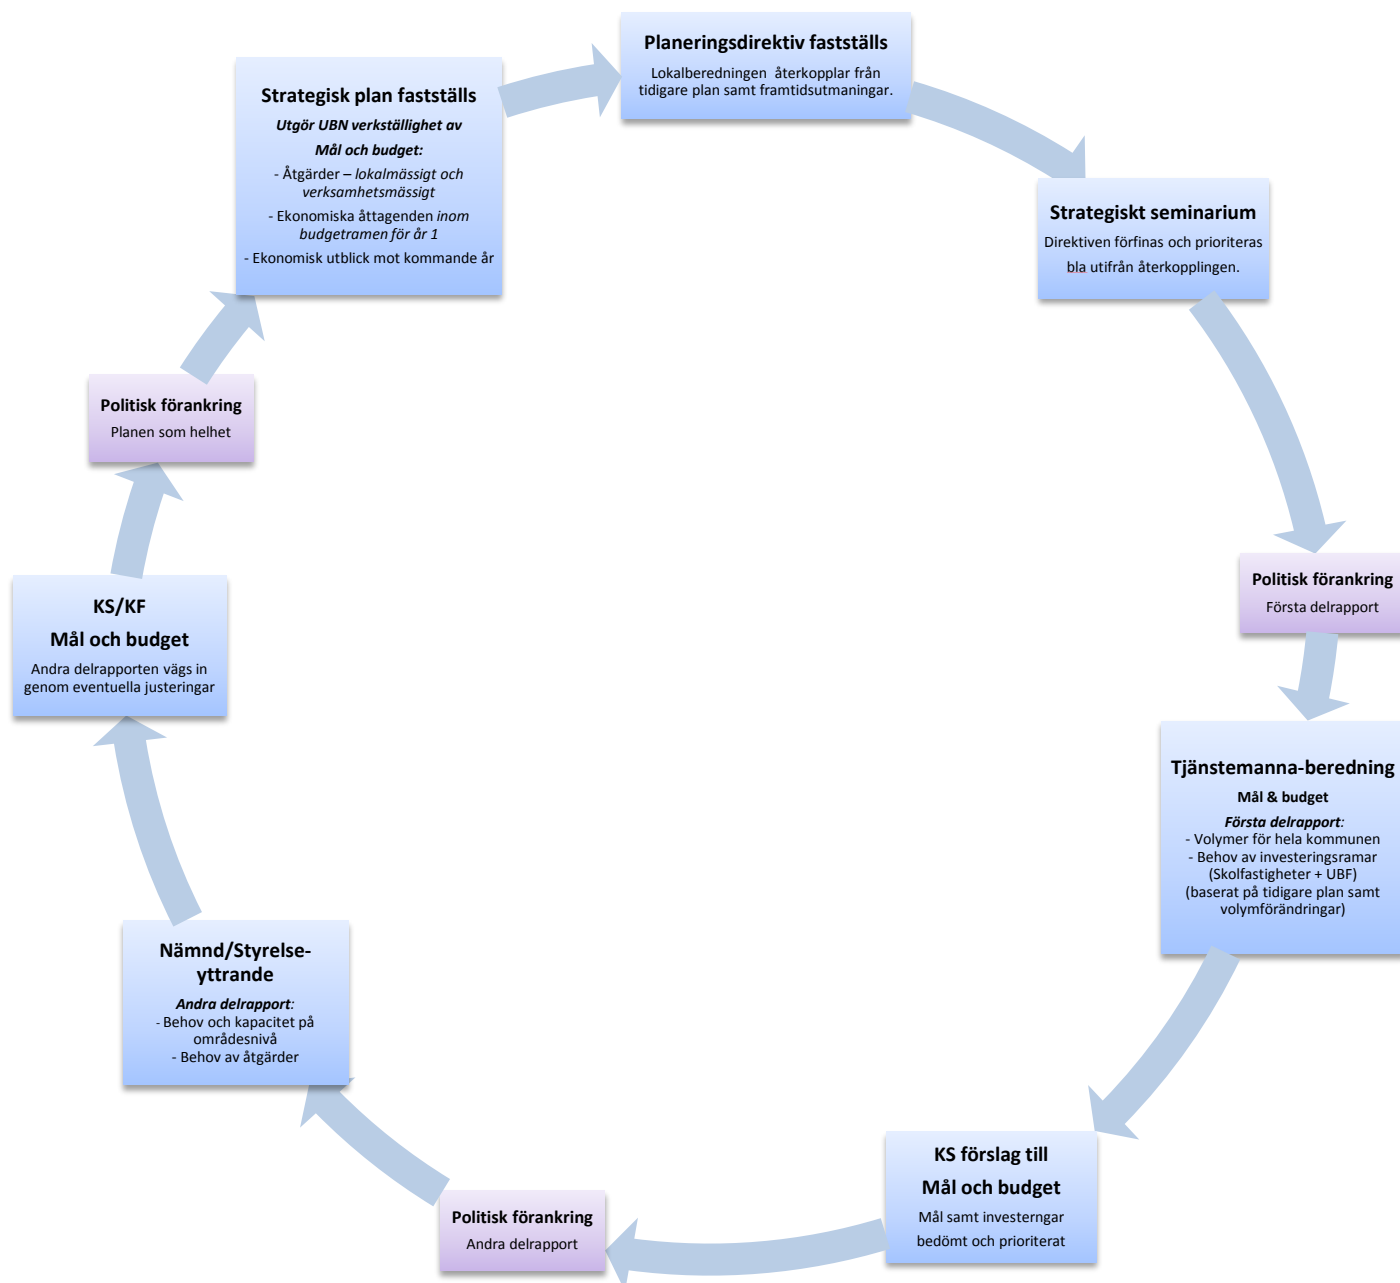 Planeringsdirektiv fastställs
Lokalberedningen återkopplar från
tidigare plan samt framtidsutmaningar.
Strategiskt seminarium
Direktiven förfinas och prioriteras
bla utifrån återkopplingen.
Politisk förankring
Första delrapport
Tjänstemanna-beredning
Mål & budget
Första delrapport:
- Volymer för hela kommunen
- Behov av investeringsramar
(Skolfastigheter + UBF)
(baserat på tidigare plan samt
volymförändringar)
KS förslag till
Mål och budget
Mål samt investerngar
bedömt och prioriterat
Politisk förankring
Andra delrapport
Nämnd/Styrelse-
yttrande
Andra delrapport:
- Behov och kapacitet på
områdesnivå
- Behov av åtgärder
KS/KF
Mål och budget
Andra delrapporten vägs in
genom eventuella justeringar
Politisk förankring
Planen som helhet
Strategisk plan fastställs
Utgör UBN verkställighet av
Mål och budget:
- Åtgärder – lokalmässigt och
verksamhetsmässigt
- Ekonomiska åttagenden inom
budgetramen för år 1
- Ekonomisk utblick mot kommande år